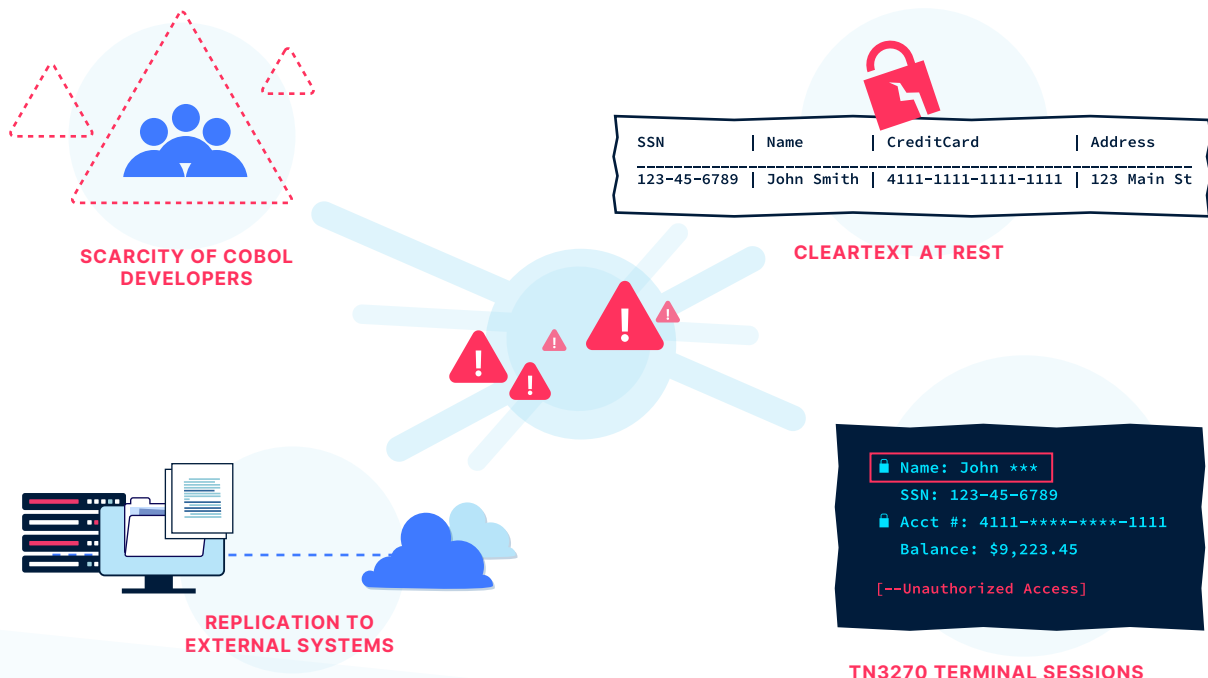 SSN | Name | CreditCard | Address
123-45-6789 | John Smith | 4111-1111-1111-1111 | 123 Main St
SCARCITY OF COBOL
DEVELOPERS
CLEARTEXT AT REST
Name: John ***
SSN: 123-45-6789
Acct #: 4111-****-****-1111
Balance: $9,223.45
[--Unauthorized Access]
REPLICATION TO
EXTERNAL SYSTEMS
TN3270 TERMINAL SESSIONS